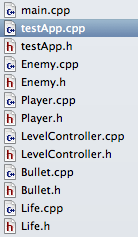 main.cpp
testApp.cpp
testApp.h
Enemy.cpp
Enemy.h
Player.cpp
Player.h
LevelController.cpp
LevelController.h
Bullet.cpp
Bullet.h
Life.cpp
Life.h